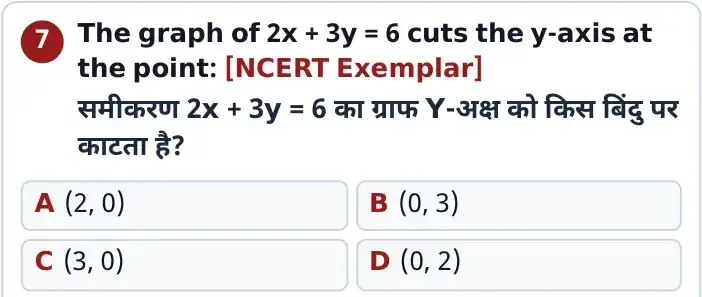 7 The graph of 2x + 3y = 6 cuts the y-axis at
the point: [NCERT Exemplar]
समीकरण 2x + 3y = 6 का ग्राफ Y-अक्ष को किस बिंदु पर
काटता है?
A (2, 0) B (0, 3)
C (3, 0) D (0, 2)